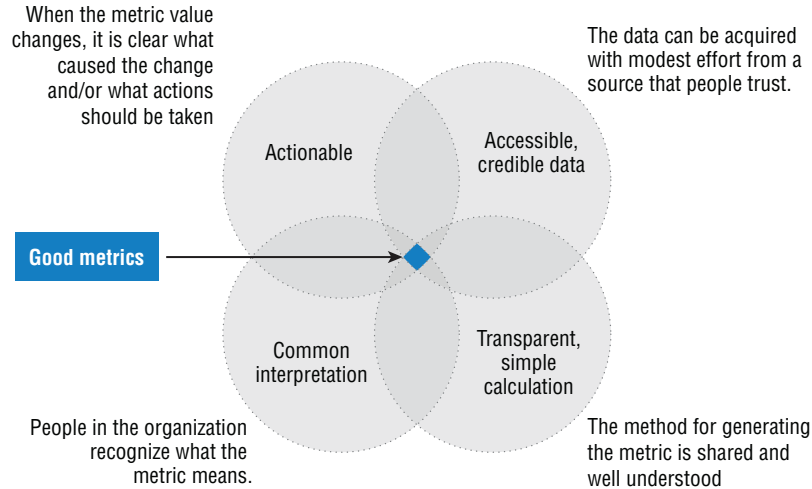 When the metric value
changes, it is clear what
caused the change
and/or what actions
should be taken
The data can be acquired
with modest effort from a
source that people trust.
Actionable
Accessible,
credible data
Good metrics
Common
interpretation
Transparent,
simple
calculation
People in the organization
recognize what the
metric means.
The method for generating
the metric is shared and
well understood